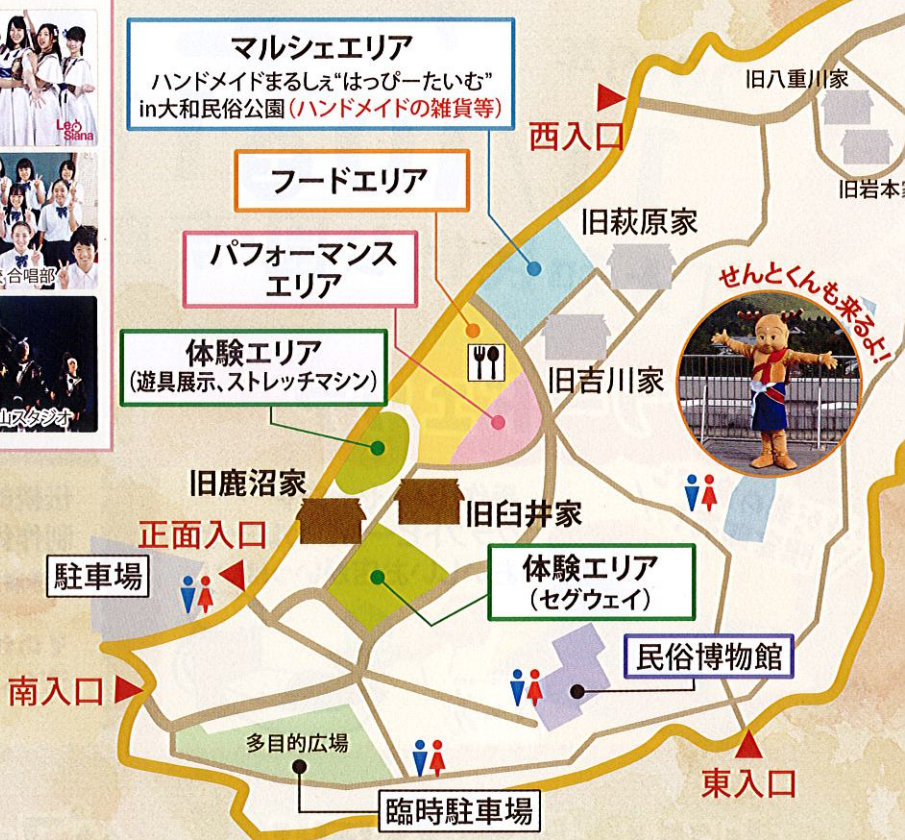 マルシェエリア
ハンドメイドまるしぇ“はっぴーたいむ”
in大和民俗公園(ハンドメイドの雑貨等)
フードエリア
パフォーマンス
エリア
体験エリア
(遊具展示、ストレッチマシン)
Le Siana
合唱部
山スタジオ
西入口
旧八重川家
旧岩本家
旧萩原家
旧吉川家
せんとくんも来るよ!
旧鹿沼家
旧臼井家
正面入口
駐車場
体験エリア
(セグウェイ)
民俗博物館
南入口
多目的広場
臨時駐車場
東入口